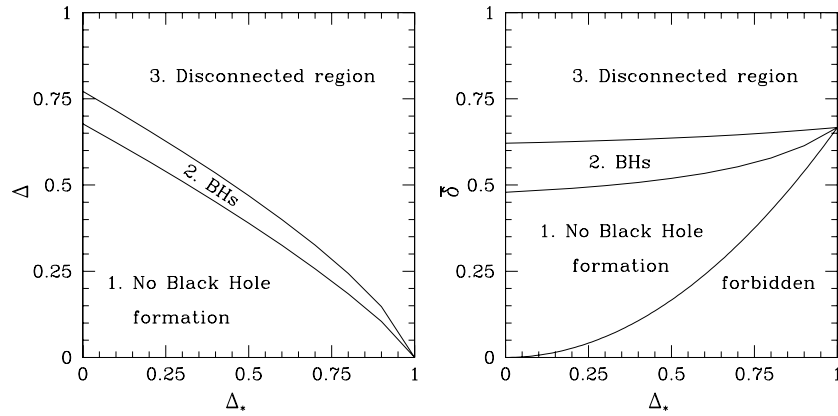 1
0.75
0.5
0.25
0
0
0.25
0.5
0.75
1
Δ
Δ*
3. Disconnected region
2. BHs
1. No Black Hole
formation
1
0.75
0.5
0.25
0
0
0.25
0.5
0.75
1
δ̅
Δ*
3. Disconnected region
2. BHs
1. No Black Hole
formation
forbidden